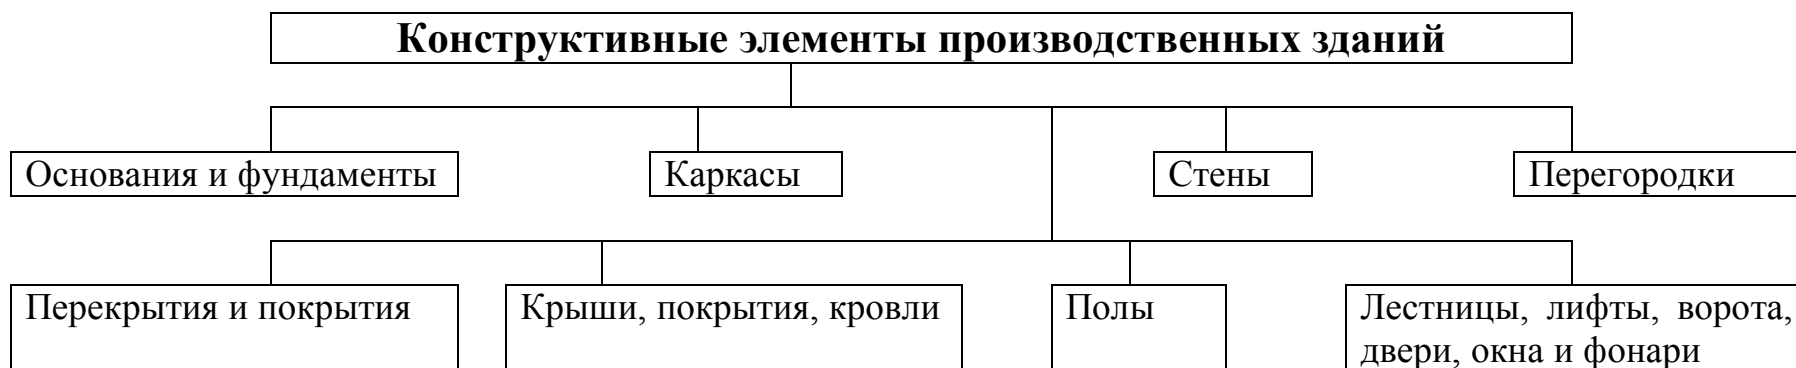 Конструктивные элементы производственных зданий
Основания и фундаменты
Каркасы
Стены
Перегородки
Перекрытия и покрытия
Крыши, покрытия, кровли
Полы
Лестницы, лифты, ворота,
двери, окна и фонари